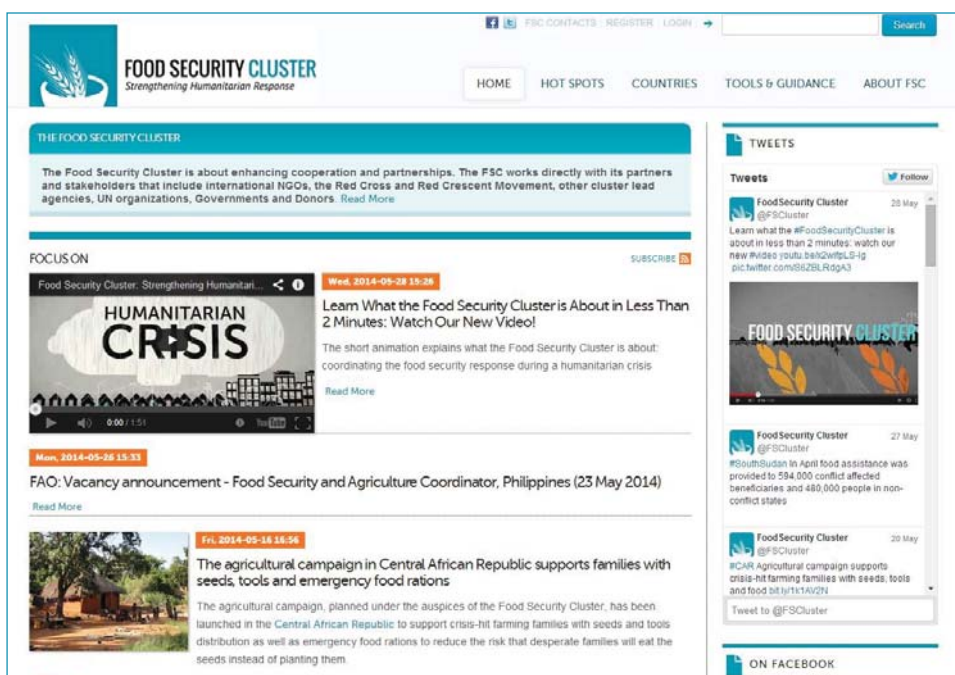 FSC CONTACTS REGISTER LOGIN
Search
FOOD SECURITY CLUSTER
Strengthening Humanitarian Response
HOME HOT SPOTS COUNTRIES TOOLS & GUIDANCE ABOUT FSC
THE FOOD SECURITY CLUSTER
The Food Security Cluster is about enhancing cooperation and partnerships. The FSC works directly with its partners
and stakeholders that include international NGOs, the Red Cross and Red Crescent Movement, other cluster lead
agencies, UN organizations, Governments and Donors. Read More
FOCUS ON
SUBSCRIBE
Food Security Cluster: Strengthening Humanitari...
HUMANITARIAN
CRISIS
0:00 / 1:51
YouTube
Wed, 2014-05-28 15:26
Learn What the Food Security Cluster is About in Less Than
2 Minutes: Watch Our New Video!
The short animation explains what the Food Security Cluster is about:
coordinating the food security response during a humanitarian crisis
Read More
Mon, 2014-05-26 15:33
FAO: Vacancy announcement - Food Security and Agriculture Coordinator, Philippines (23 May 2014)
Read More
Fri, 2014-05-16 16:56
The agricultural campaign in Central African Republic supports families with
seeds, tools and emergency food rations
The agricultural campaign, planned under the auspices of the Food Security Cluster, has been
launched in the Central African Republic to support crisis-hit farming families with seeds and tools
distribution as well as emergency food rations to reduce the risk that desperate families will eat the
seeds instead of planting them.
TWEETS
Tweets
Follow
FoodSecurity Cluster 28 May
@FSCluster
Learn what the #FoodSecurityCluster is
about in less than 2 minutes: watch our
new #video
FOOD SECURITY CLUSTER
FoodSecurity Cluster 27 May
@FSCluster
#SouthSudan In April food assistance was
provided to 594,000 conflict affected
beneficiaries and 480,000 people in non-
conflict states
FoodSecurity Cluster 20 May
@FSCluster
#CAR Agricultural campaign supports
crisis-hit farming families with seeds, tools
and food bit.ly/1k1AV2N
Tweet to @FSCluster
ON FACEBOOK